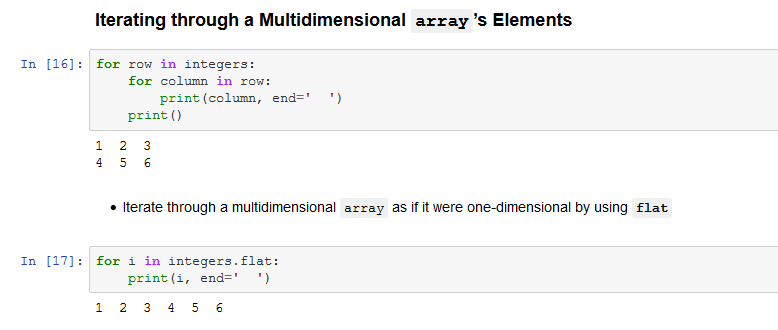 Iterating through a Multidimensional array's Elements
In [16]: for row in integers:
    for column in row:
        print(column, end='  ')
    print()
1  2  3
4  5  6
• Iterate through a multidimensional array as if it were one-dimensional by using flat
In [17]: for i in integers.flat:
    print(i, end='  ')
1  2  3  4  5  6